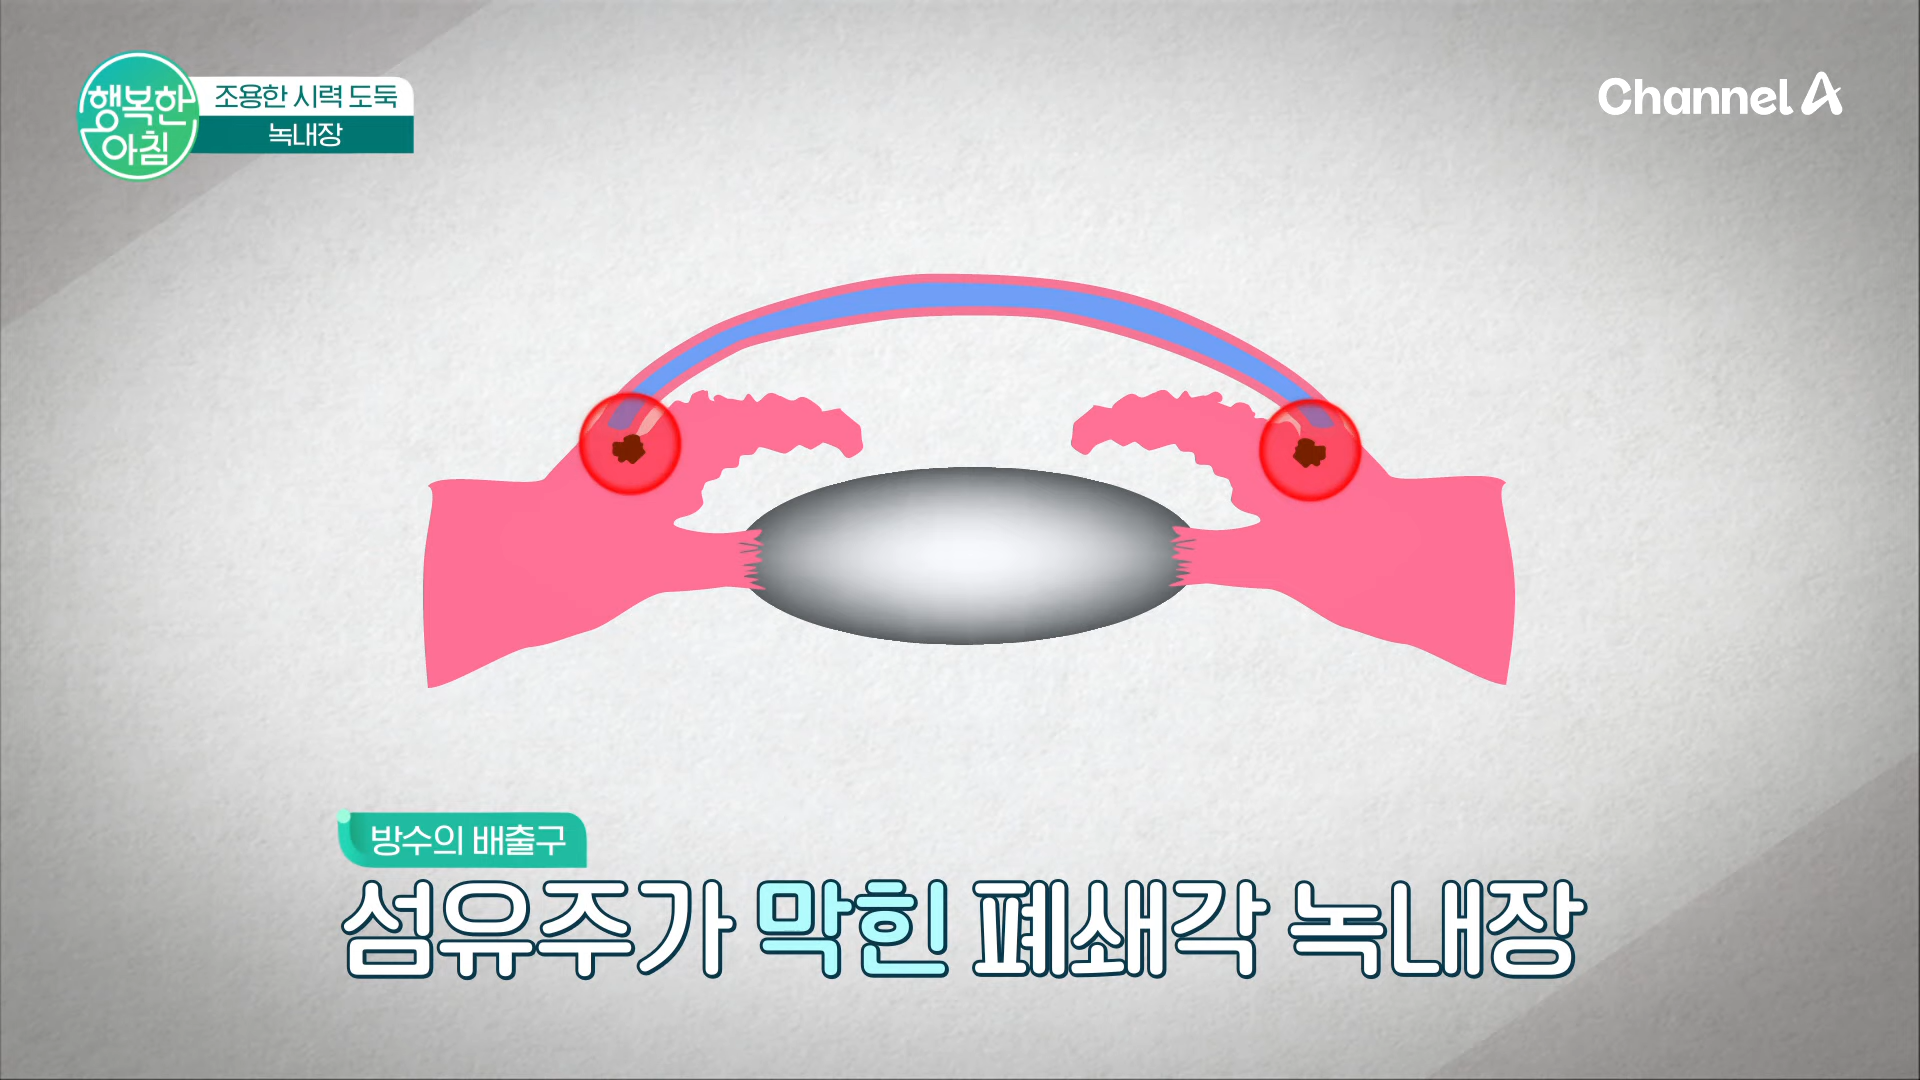 행복한
아침
조용한 시력 도둑
녹내장
Channel A
방수의 배출구
섬유주가 막힌 폐쇄각 녹내장